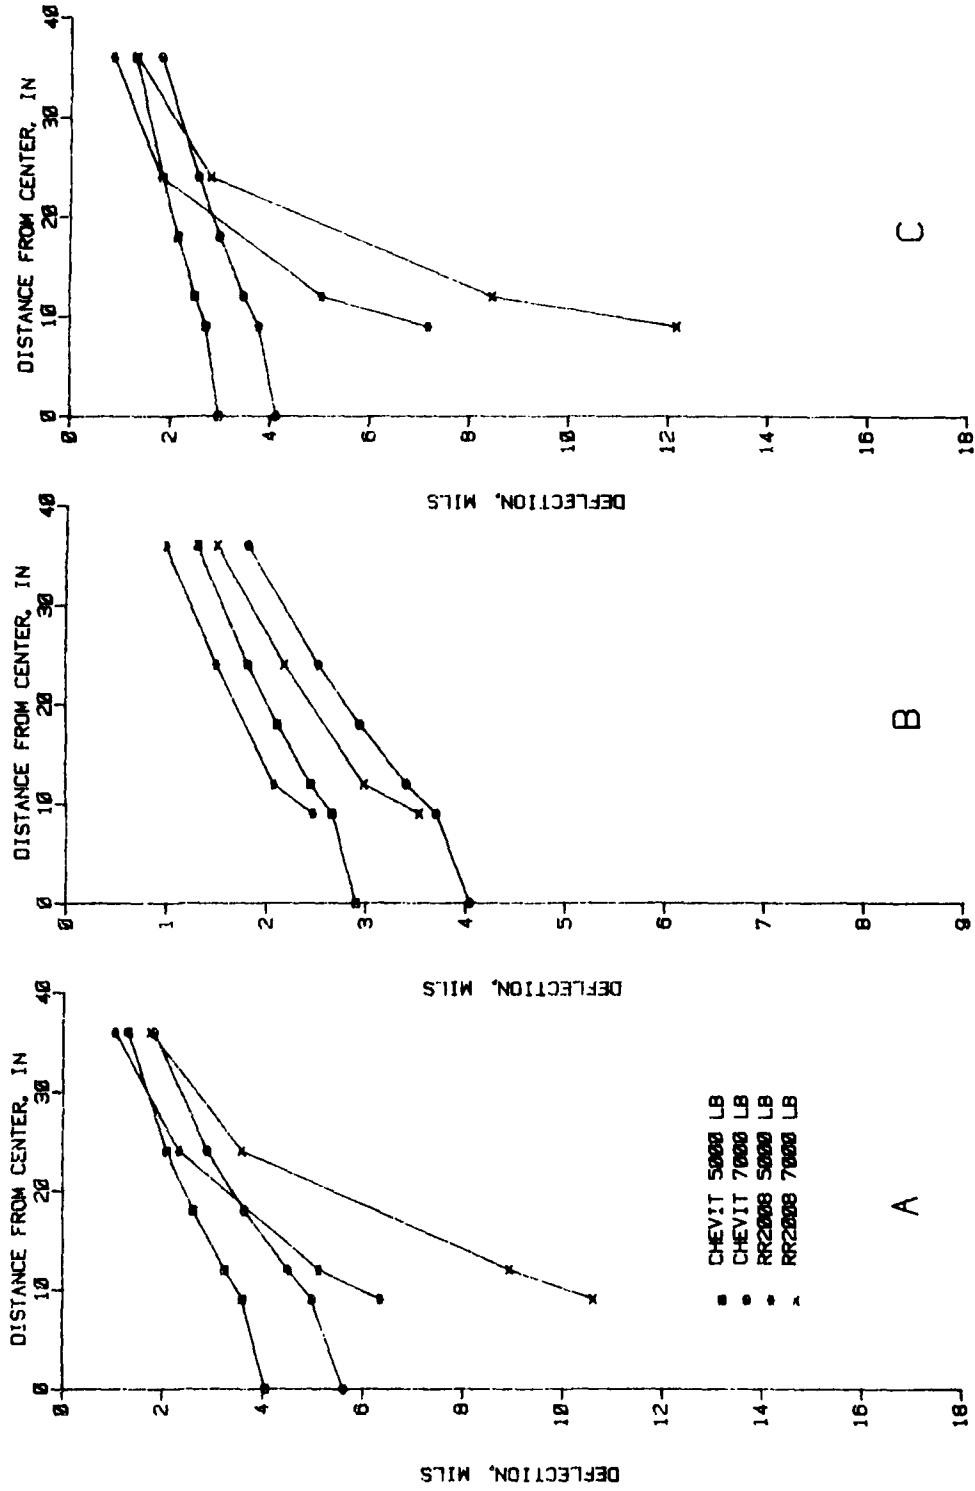 DISTANCE FROM CENTER, IN
0 10 20 30 40
DEFLECTION, MILS
0
2
4
6
8
10
12
14
16
18
CHEVIT 5000 LB
CHEVIT 7000 LB
RR2008 5000 LB
RR2008 7000 LB
A
DISTANCE FROM CENTER, IN
0 10 20 30 40
DEFLECTION, MILS
0
1
2
3
4
5
6
7
8
9
B
DISTANCE FROM CENTER, IN
0 10 20 30 40
DEFLECTION, MILS
0
2
4
6
8
10
12
14
16
18
C